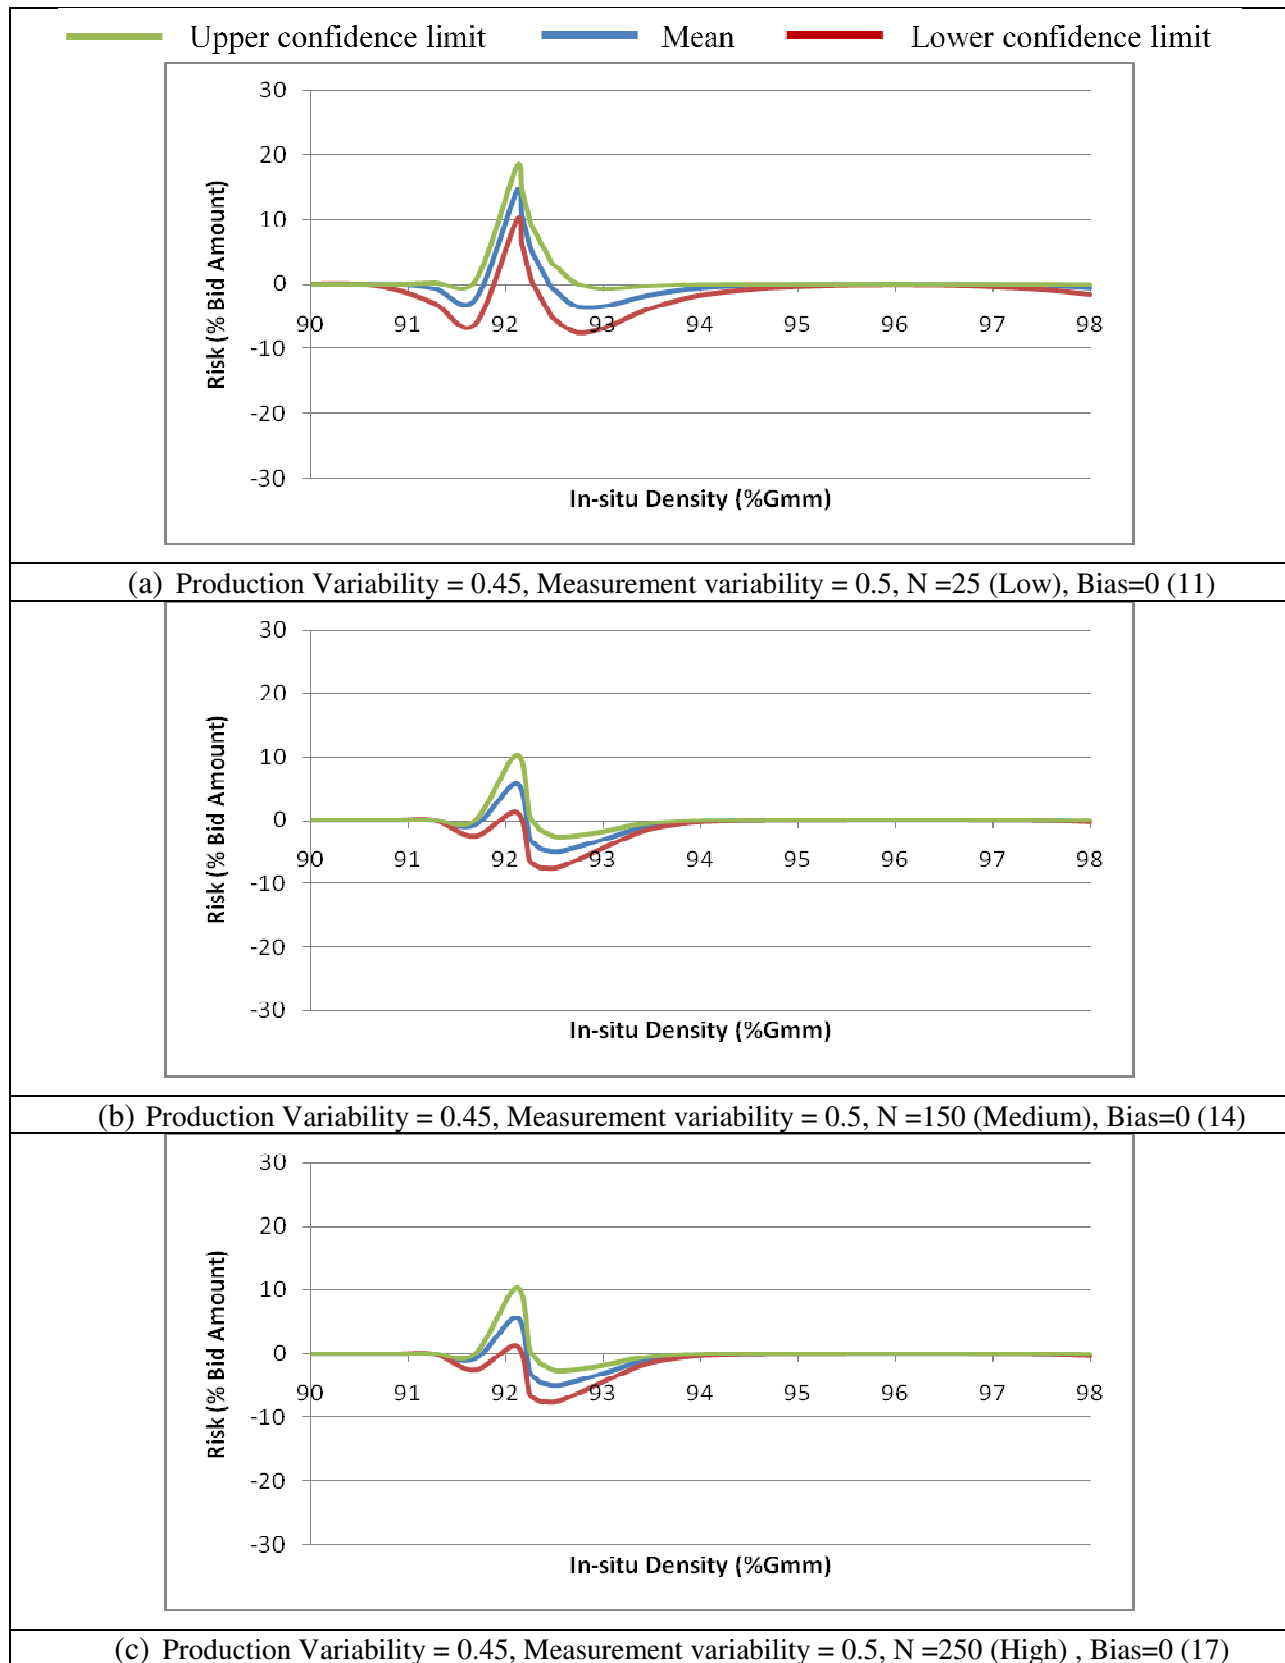 Upper confidence limit Mean Lower confidence limit
30
20
10
0
-10
-20
-30
90 91 92 93 94 95 96 97 98
Risk (% Bid Amount)
In-situ Density (%Gmm)
(a) Production Variability = 0.45, Measurement variability = 0.5, N =25 (Low), Bias=0 (11)
30
20
10
0
-10
-20
-30
90 91 92 93 94 95 96 97 98
Risk (% Bid Amount)
In-situ Density (%Gmm)
(b) Production Variability = 0.45, Measurement variability = 0.5, N =150 (Medium), Bias=0 (14)
30
20
10
0
-10
-20
-30
90 91 92 93 94 95 96 97 98
Risk (% Bid Amount)
In-situ Density (%Gmm)
(c) Production Variability = 0.45, Measurement variability = 0.5, N =250 (High) , Bias=0 (17)